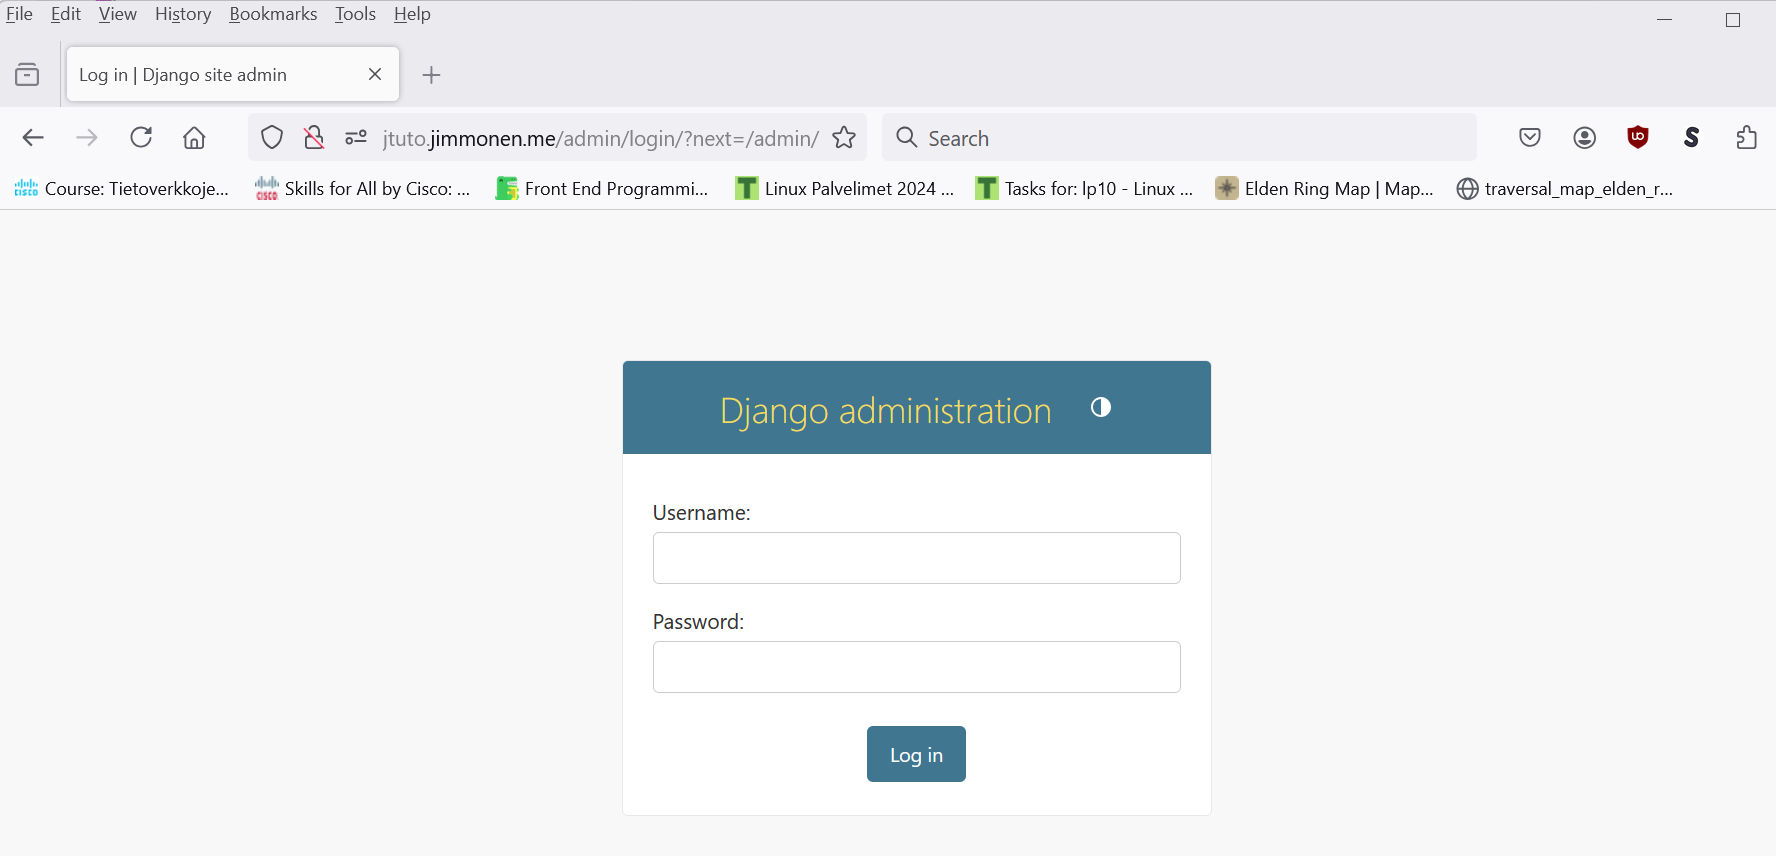 File Edit View History Bookmarks Tools Help
Log in | Django site admin
jtuto.jimmonen.me/admin/login/?next=/admin/ Search
Course: Tietoverkkoje... Skills for All by Cisco: ... Front End Programmi... Linux Palvelimet 2024 ... Tasks for: lp10 - Linux ... Elden Ring Map | Map... traversal_map_elden_r...
Django administration
Username:
Password:
Log in